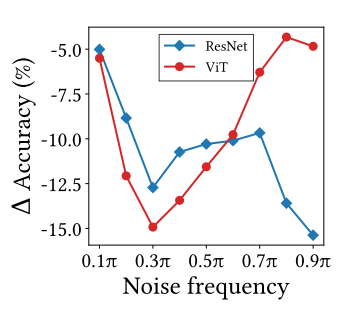 ResNet
ViT
Δ Accuracy (%)
-5.0
-7.5
-10.0
-12.5
-15.0
0.1π 0.3π 0.5π 0.7π 0.9π
Noise frequency